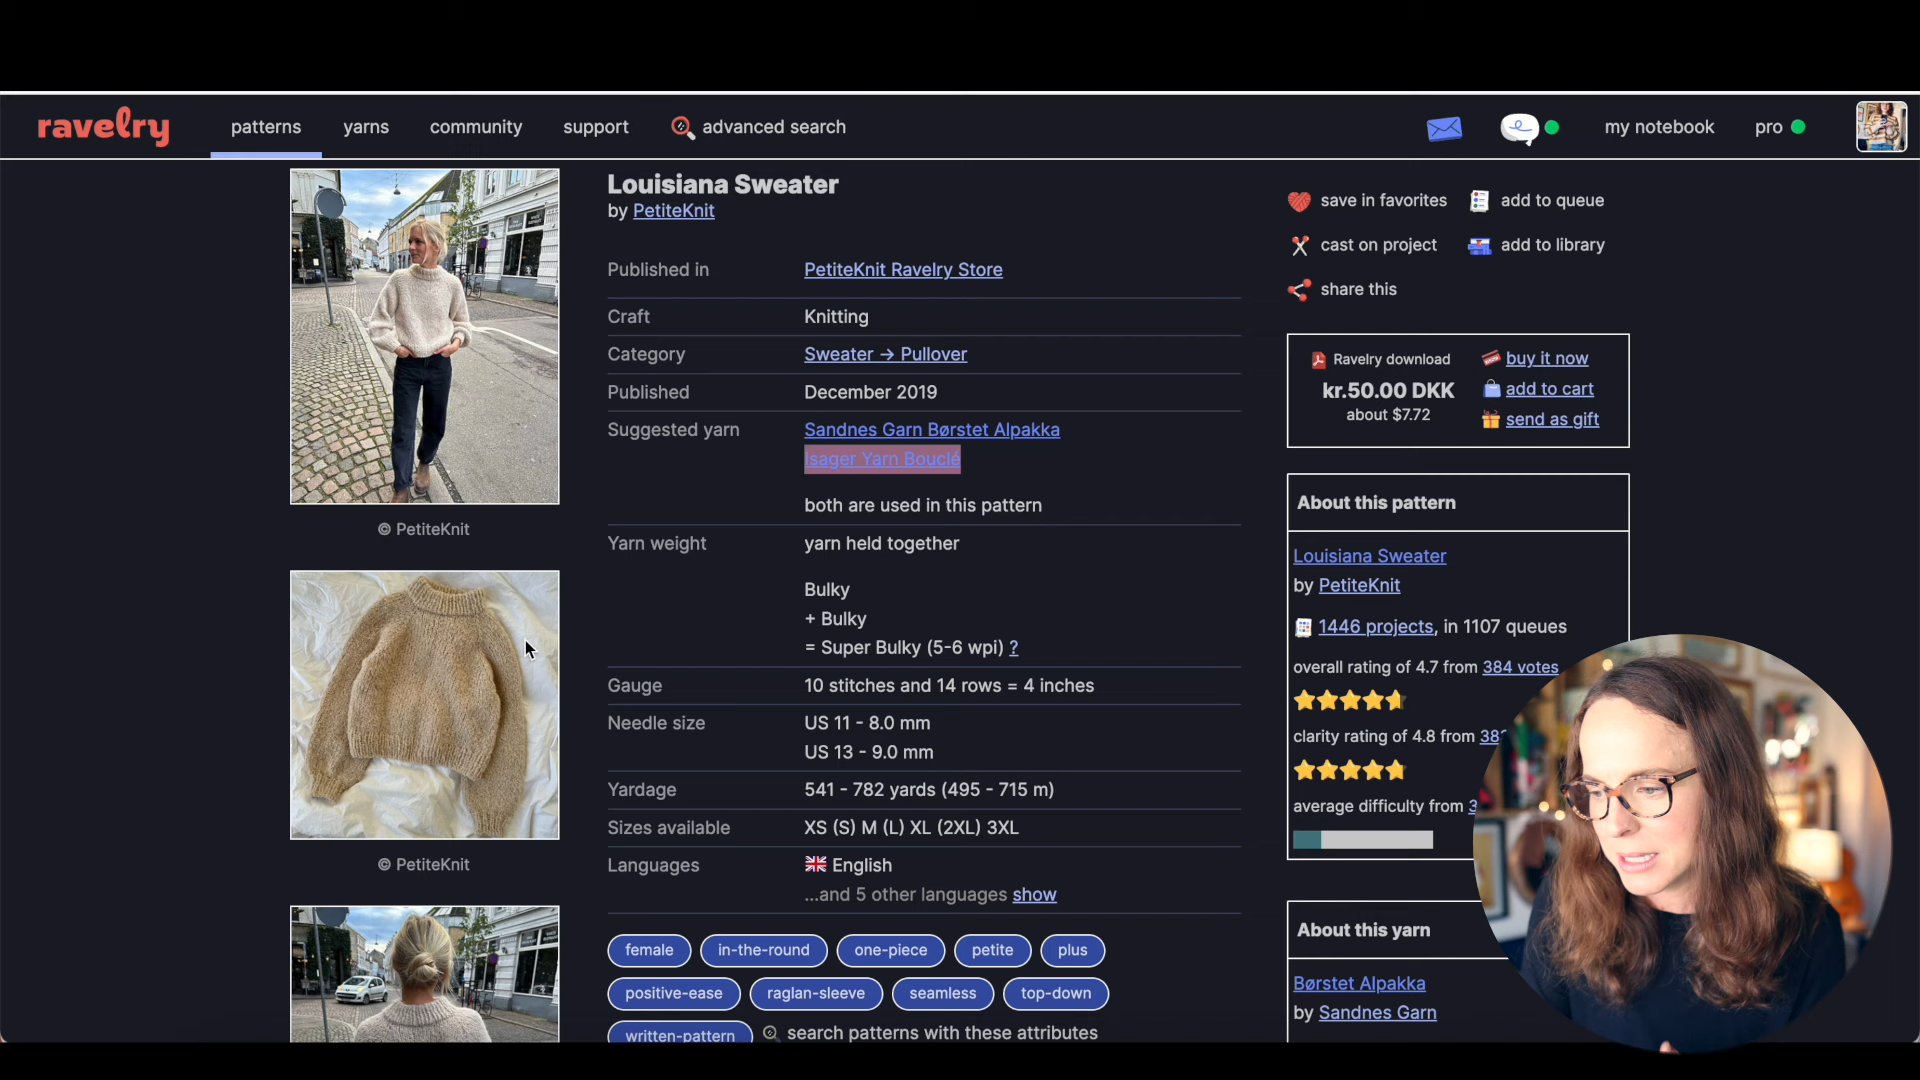 ravelry
patterns
yarns
community
support
advanced search
my notebook
pro
© PetiteKnit
© PetiteKnit
Louisiana Sweater
by PetiteKnit
Published in PetiteKnit Ravelry Store
Craft Knitting
Category Sweater → Pullover
Published December 2019
Suggested yarn Sandnes Garn Børstet Alpakka
Isager Yarn Bouclé
both are used in this pattern
Yarn weight yarn held together
Bulky
+ Bulky
= Super Bulky (5-6 wpi) ?
Gauge 10 stitches and 14 rows = 4 inches
Needle size US 11 - 8.0 mm
US 13 - 9.0 mm
Yardage 541 - 782 yards (495 - 715 m)
Sizes available XS (S) M (L) XL (2XL) 3XL
Languages English
...and 5 other languages show
female in-the-round one-piece petite plus
positive-ease raglan-sleeve seamless top-down
written-pattern search patterns with these attributes
save in favorites add to queue
cast on project add to library
share this
Ravelry download
kr.50.00 DKK
about $7.72
buy it now
add to cart
send as gift
About this pattern
Louisiana Sweater
by PetiteKnit
1446 projects, in 1107 queues
overall rating of 4.7 from 384 votes
clarity rating of 4.8 from
average difficulty from
About this yarn
Børstet Alpakka
by Sandnes Garn